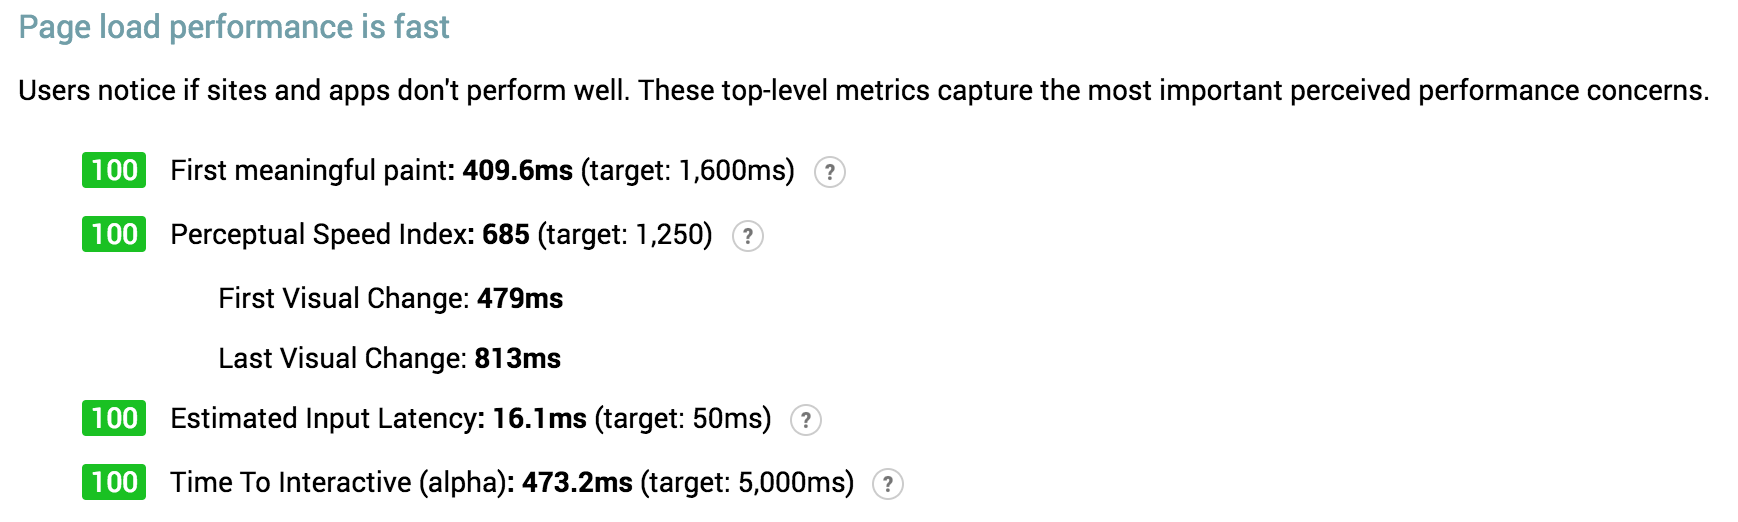 Page load performance is fast
Users notice if sites and apps don't perform well. These top-level metrics capture the most important perceived performance concerns.
100 First meaningful paint: 409.6ms (target: 1,600ms) ?
100 Perceptual Speed Index: 685 (target: 1,250) ?
First Visual Change: 479ms
Last Visual Change: 813ms
100 Estimated Input Latency: 16.1ms (target: 50ms) ?
100 Time To Interactive (alpha): 473.2ms (target: 5,000ms) ?